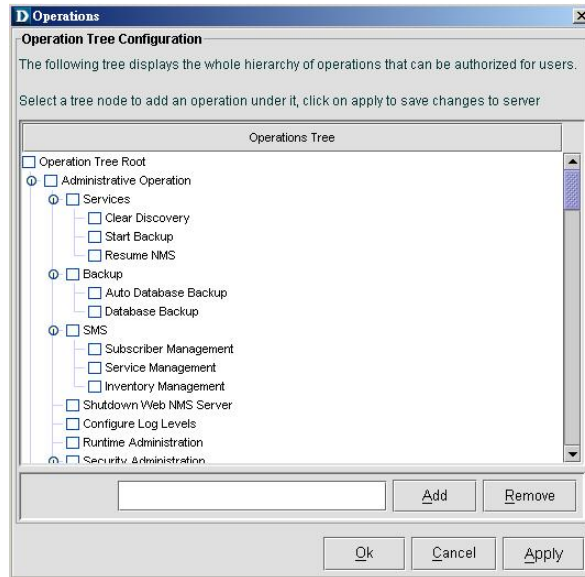 D Operations
Operation Tree Configuration
The following tree displays the whole hierarchy of operations that can be authorized for users.
Select a tree node to add an operation under it, click on apply to save changes to server
Operations Tree
Operation Tree Root
Administrative Operation
Services
Clear Discovery
Start Backup
Resume NMS
Backup
Auto Database Backup
Database Backup
SMS
Subscriber Management
Service Management
Inventory Management
Shutdown Web NMS Server
Configure Log Levels
Runtime Administration
Security Administration
Add Remove
Ok Cancel Apply